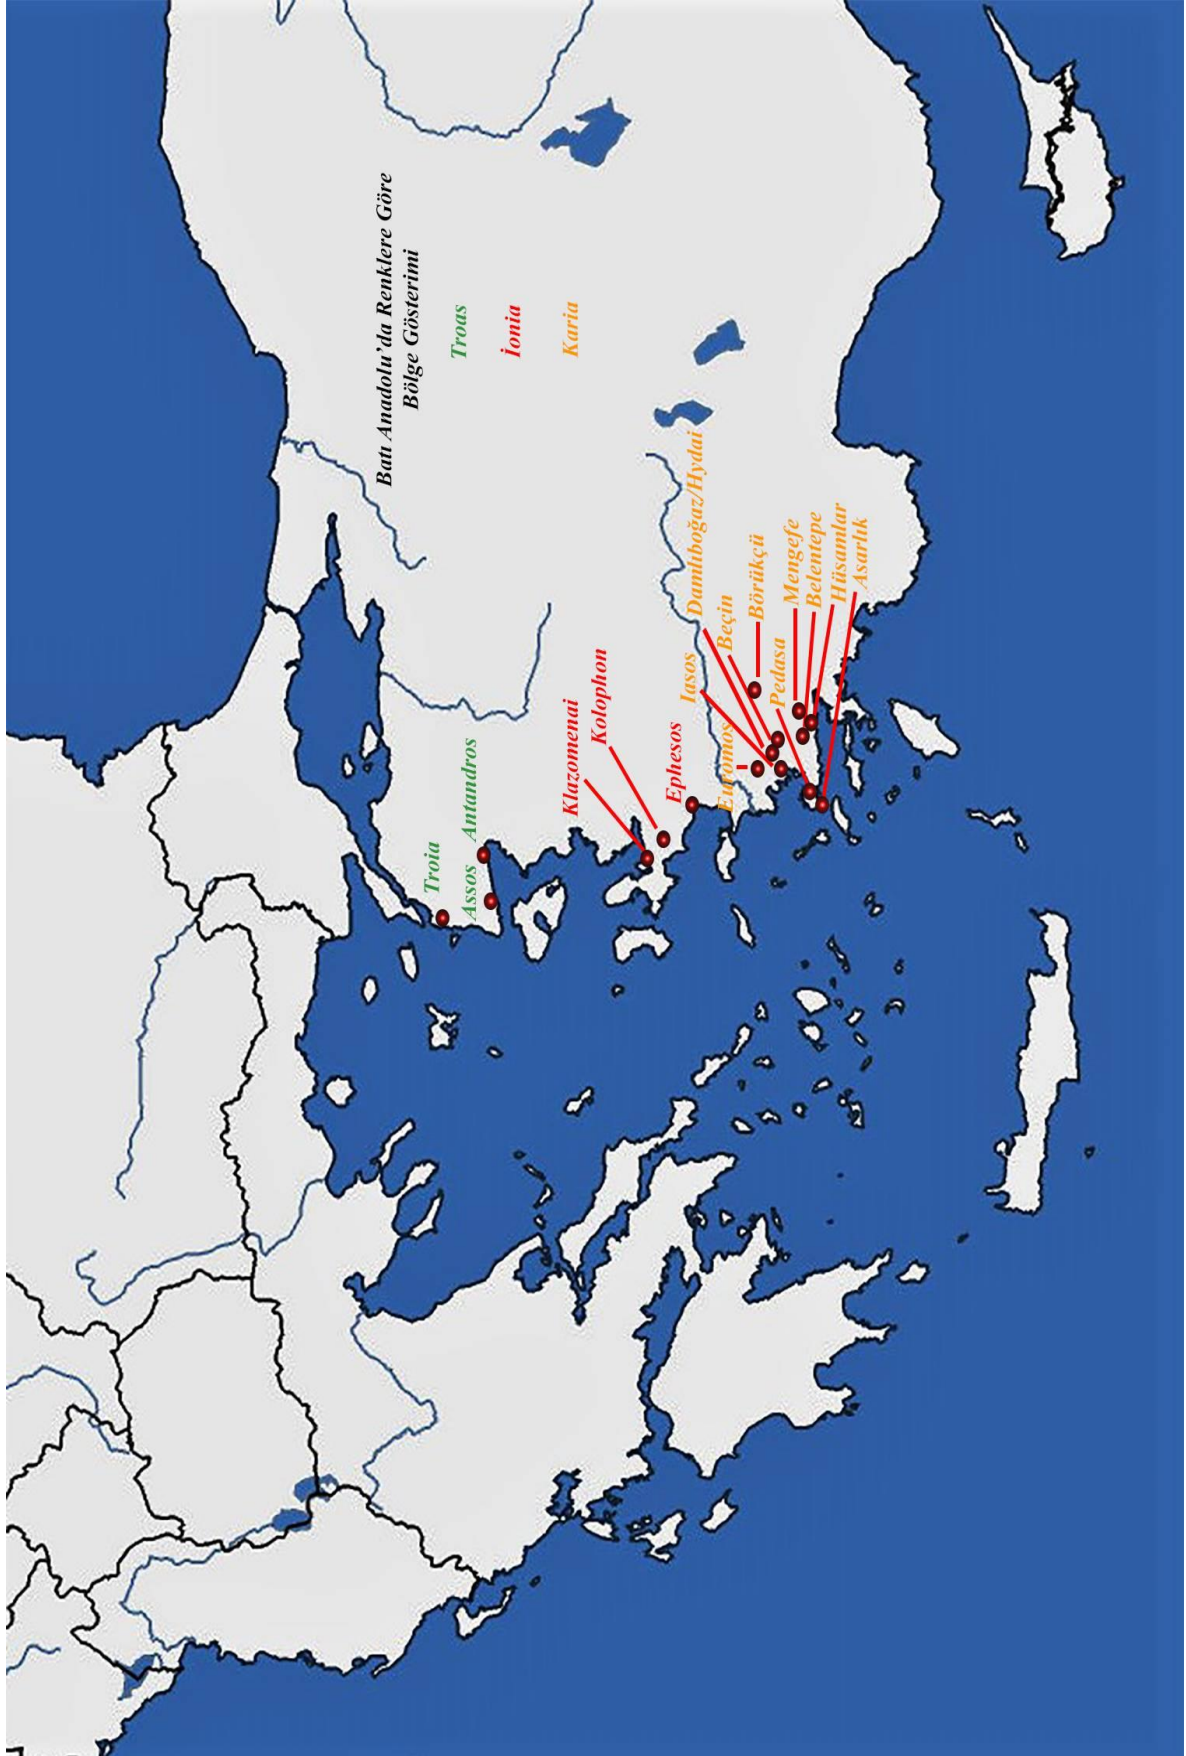 Batı Anadolu'da Renklere Göre
Bölge Gösterimi
Troas
İonia
Karia
Troia
Assos
Antandros
Klazomenai
Kolophon
Ephesos
Euromos
Iasos
Damlıboğaz/Hydai
Beçin
Börükçü
Pedasa
Mengefe
Belentepe
Hüsamlar
Asarlık